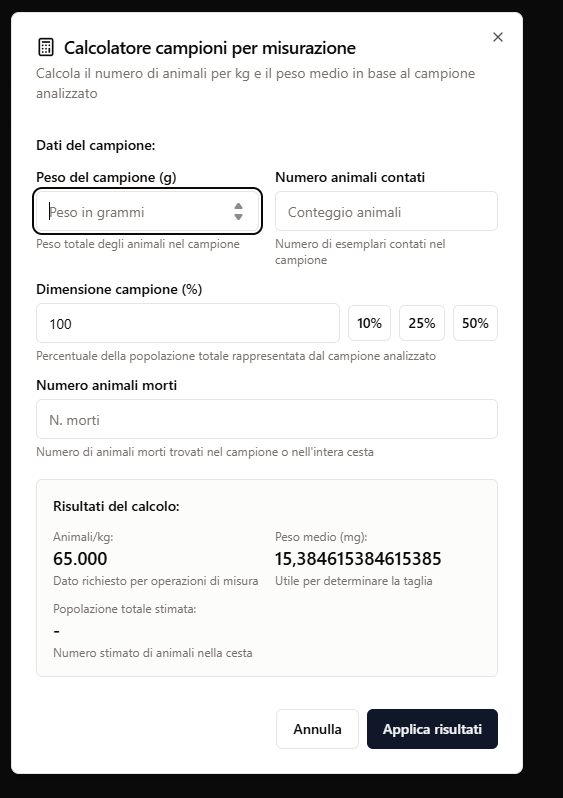 Calcolatore campioni per misurazione
Calcola il numero di animali per kg e il peso medio in base al campione
analizzato
Dati del campione:
Peso del campione (g)
Numero animali contati
Peso in grammi
Conteggio animali
Peso totale degli animali nel campione
Numero di esemplari contati nel
campione
Dimensione campione (%)
100
10%
25%
50%
Percentuale della popolazione totale rappresentata dal campione analizzato
Numero animali morti
N. morti
Numero di animali morti trovati nel campione o nell'intera cesta
Risultati del calcolo:
Animali/kg:
Peso medio (mg):
65.000
15,384615384615385
Dato richiesto per operazioni di misura
Utile per determinare la taglia
Popolazione totale stimata:
-
Numero stimato di animali nella cesta
Annulla
Applica risultati